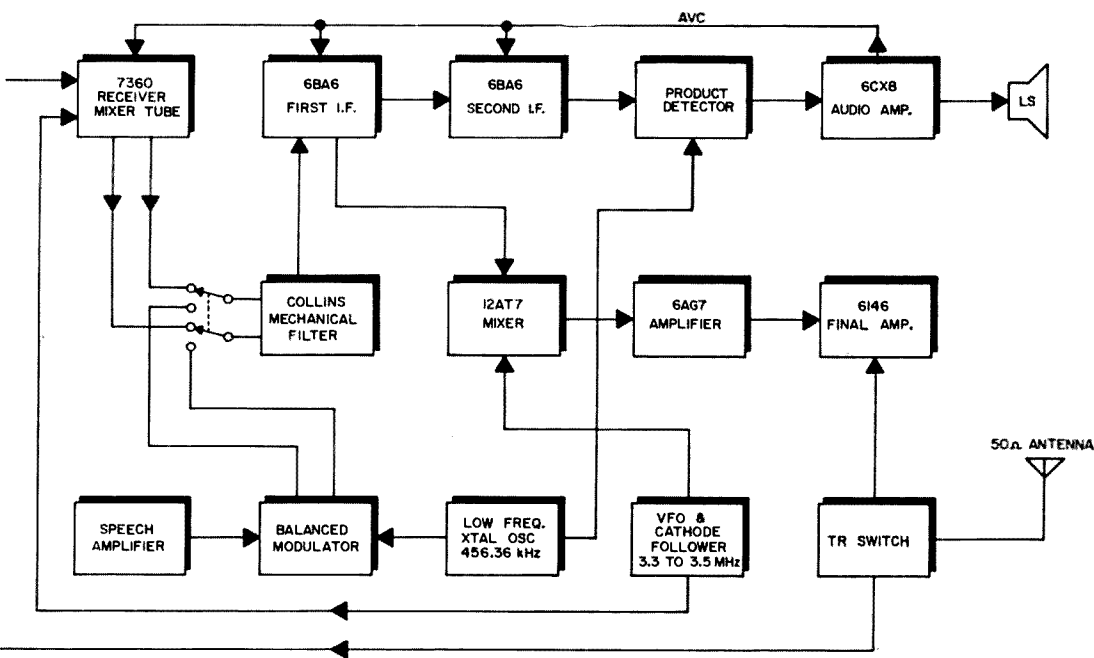 AVC
7360
RECEIVER
MIXER TUBE
6BA6
FIRST I.F.
6BA6
SECOND I.F.
PRODUCT
DETECTOR
6CX8
AUDIO AMP.
LS
COLLINS
MECHANICAL
FILTER
12AT7
MIXER
6AG7
AMPLIFIER
6146
FINAL AMP.
50Ω ANTENNA
SPEECH
AMPLIFIER
BALANCED
MODULATOR
LOW FREQ.
XTAL OSC
456.36 kHz
VFO &
CATHODE
FOLLOWER
3.3 TO 3.5 MHz
TR SWITCH